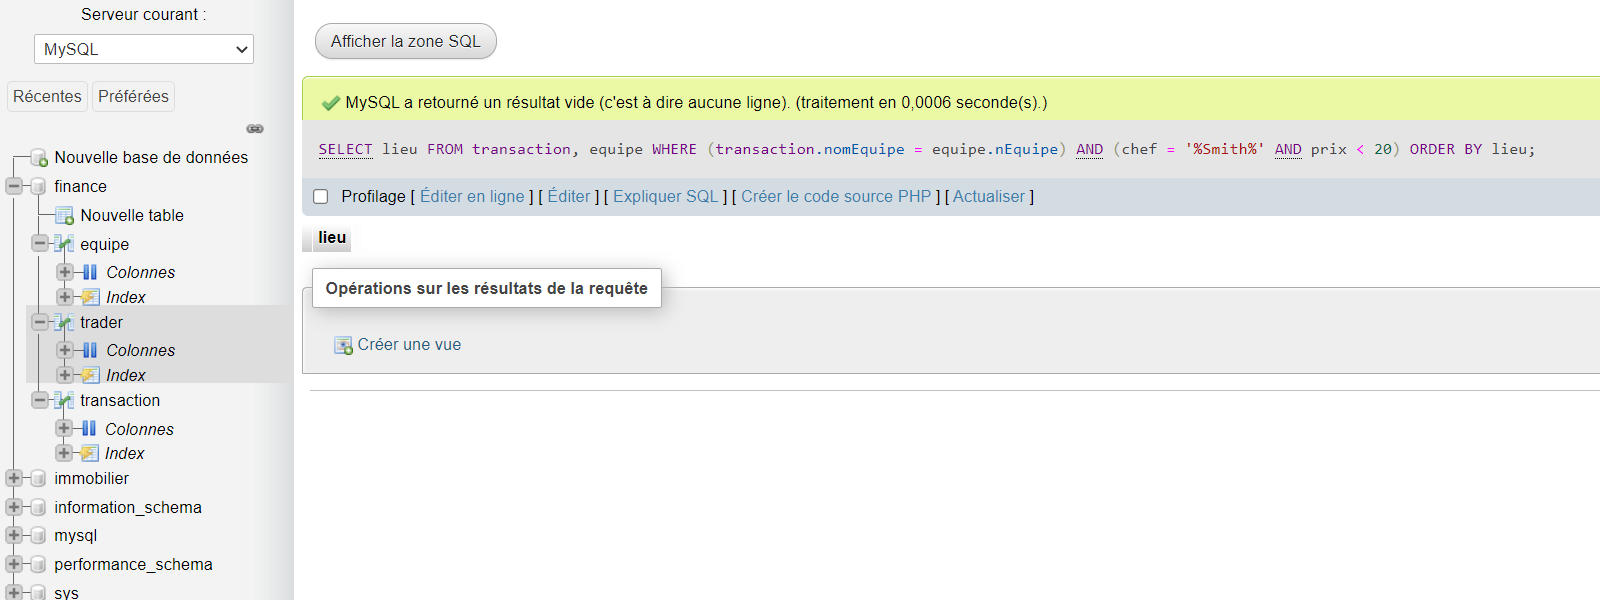 Serveur courant :
MySQL
Récentes
Préférées
Nouvelle base de données
finance
Nouvelle table
equipe
Colonnes
Index
trader
Colonnes
Index
transaction
Colonnes
Index
immobilier
information_schema
mysql
performance_schema
sys
Afficher la zone SQL
MySQL a retourné un résultat vide (c'est à dire aucune ligne). (traitement en 0,0006 seconde(s).)
SELECT lieu FROM transaction, equipe WHERE (transaction.nomEquipe = equipe.nEquipe) AND (chef = '%Smith%' AND prix < 20) ORDER BY lieu;
Profilage [ Éditer en ligne ] [ Éditer ] [ Expliquer SQL ] [ Créer le code source PHP ] [ Actualiser ]
lieu
Opérations sur les résultats de la requête
Créer une vue